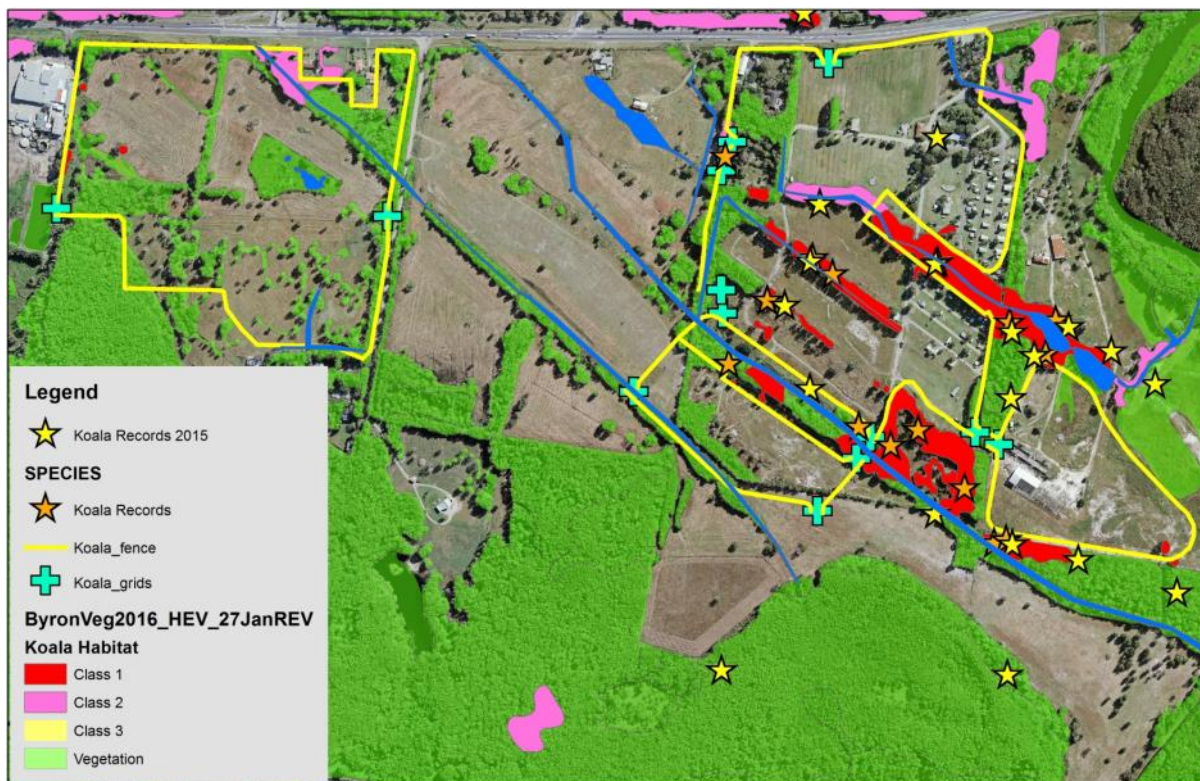 Legend
Koala Records 2015
SPECIES
Koala Records
Koala_fence
Koala_grids
ByronVeg2016_HEV_27JanREV
Koala Habitat
Class 1
Class 2
Class 3
Vegetation